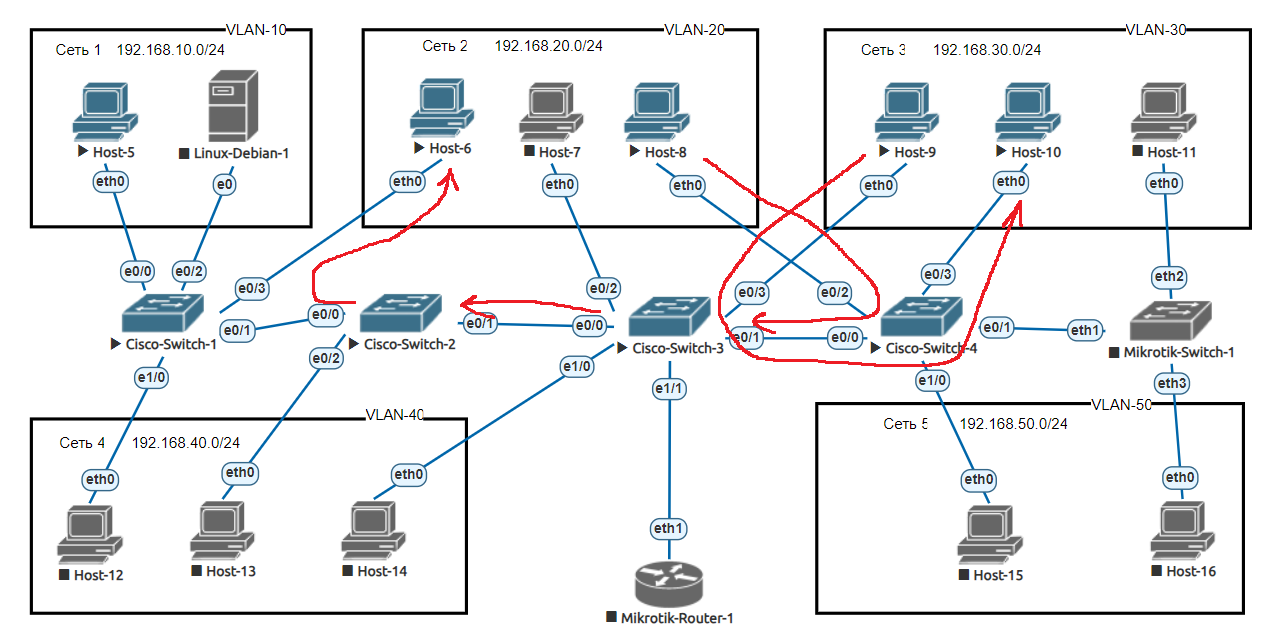 VLAN-10
VLAN-20
VLAN-30
Сеть 1 192.168.10.0/24
Сеть 2 192.168.20.0/24
Сеть 3 192.168.30.0/24
Host-5
Linux-Debian-1
Host-6
Host-7
Host-8
Host-9
Host-10
Host-11
eth0
e0
eth0
eth0
eth0
eth0
eth0
eth0
e0/0
e0/2
e0/3
e0/2
e0/3
e0/2
e0/3
eth2
e0/1
e0/0
e0/1
e0/0
e0/1
e0/0
e0/1
eth1
Cisco-Switch-1
Cisco-Switch-2
Cisco-Switch-3
Cisco-Switch-4
Mikrotik-Switch-1
e1/0
e0/2
e1/0
e1/1
e1/0
eth3
VLAN-40
VLAN-50
Сеть 4 192.168.40.0/24
Сеть 5 192.168.50.0/24
eth0
eth0
eth0
eth1
eth0
eth0
Host-12
Host-13
Host-14
Host-15
Host-16
Mikrotik-Router-1